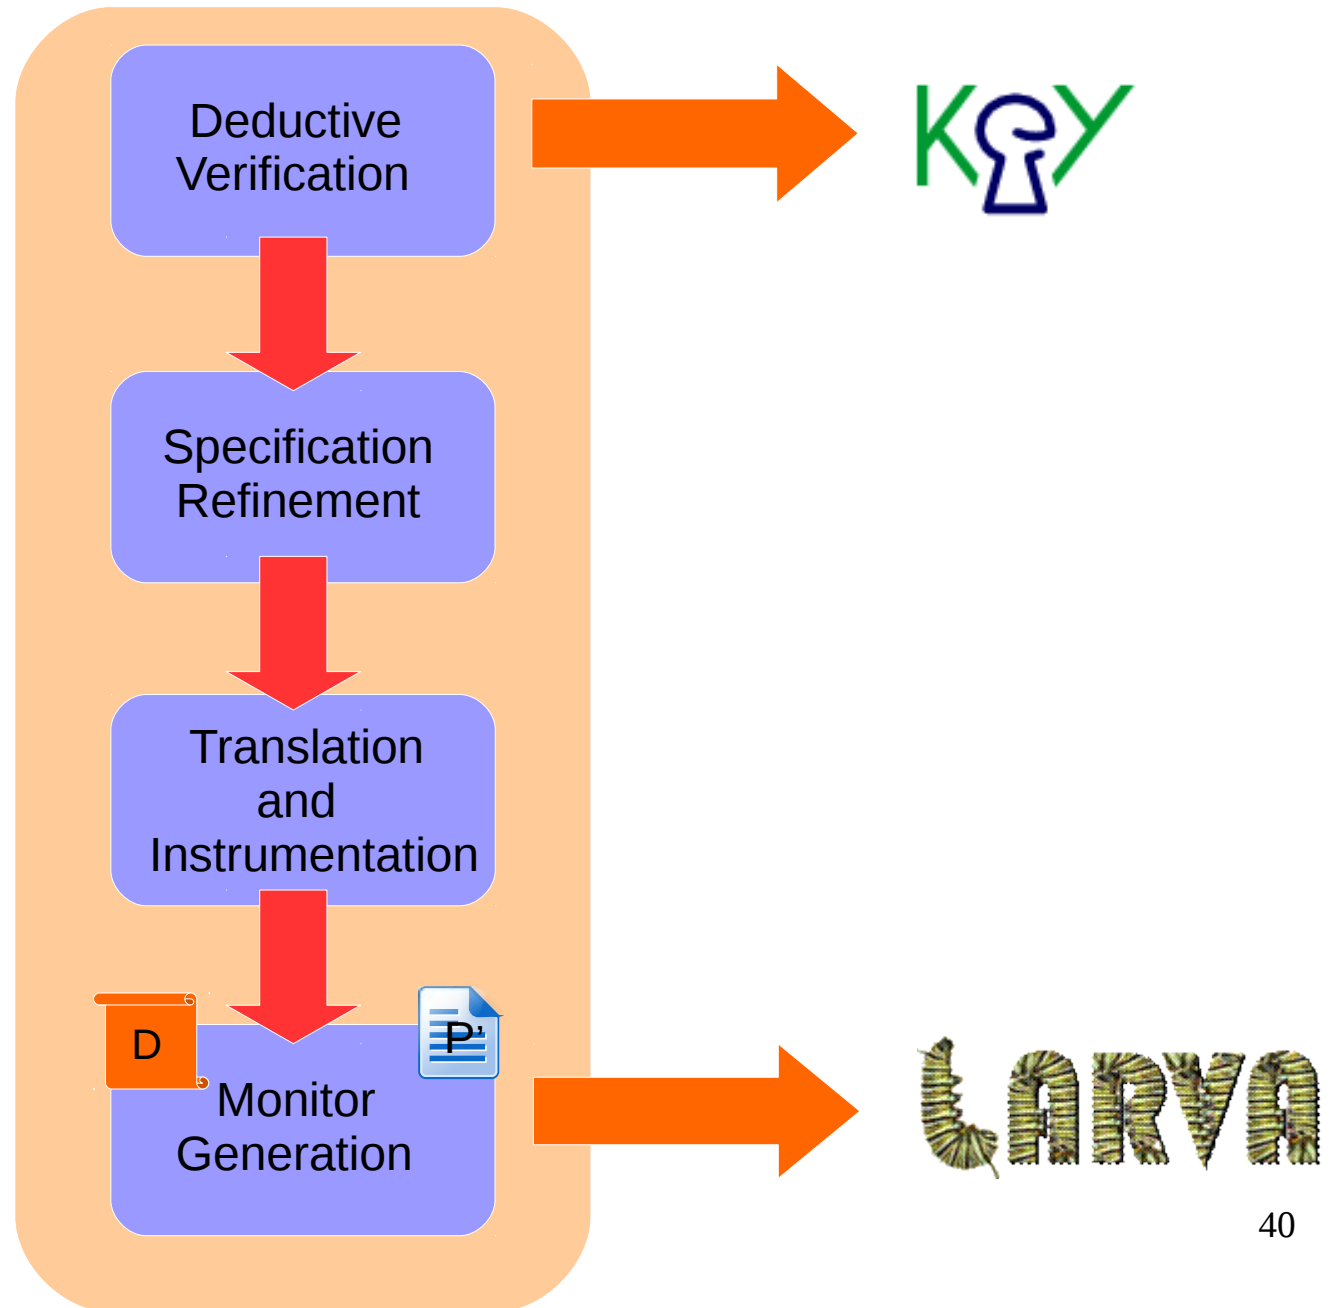 Deductive
Verification
KeY
Specification
Refinement
Translation
and
Instrumentation
D
P'
Monitor
Generation
LARVA
40